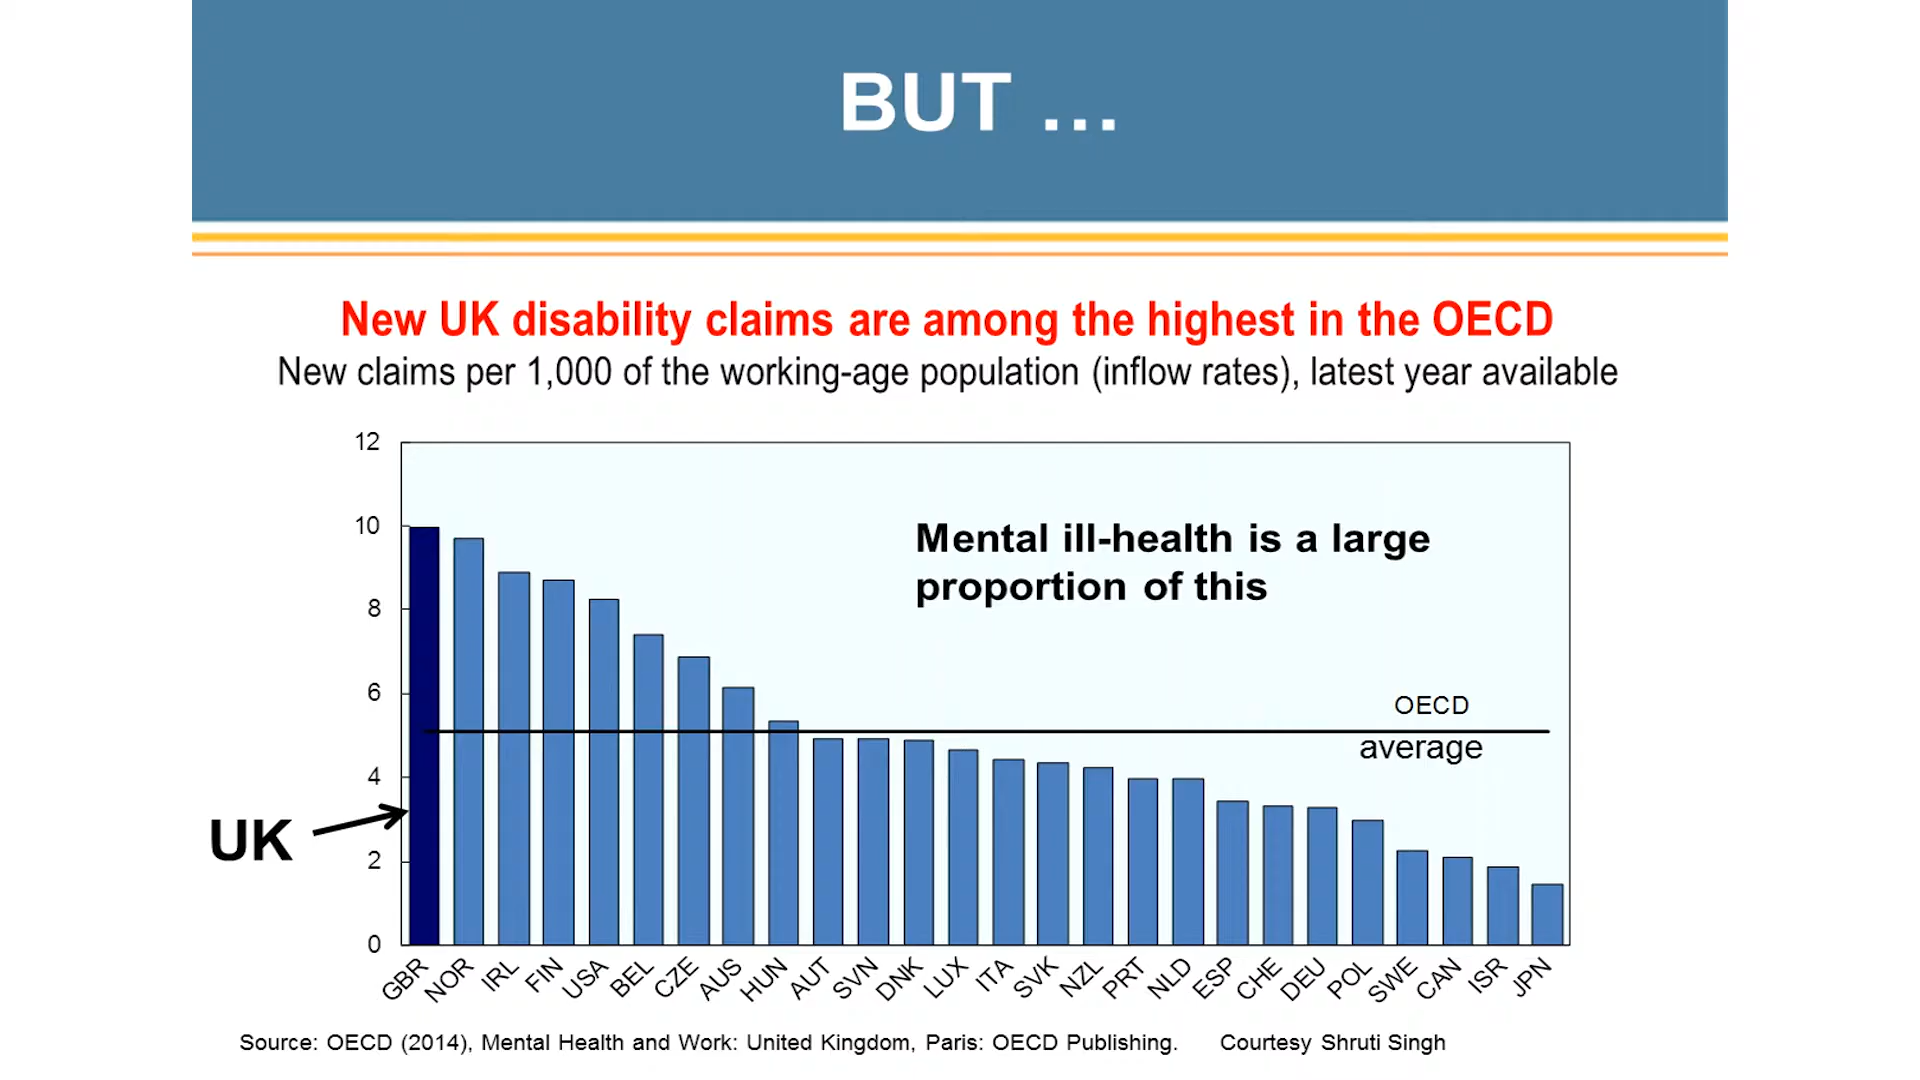 BUT ...
New UK disability claims are among the highest in the OECD
New claims per 1,000 of the working-age population (inflow rates), latest year available
12
10
8
6
4
2
0
Mental ill-health is a large
proportion of this
OECD
average
UK
GBR NOR IRL FIN USA BEL CZE AUS HUN AUT SVN DNK LUX ITA SVK NZL PRT NLD ESP CHE DEU POL SWE CAN ISR JPN
Source: OECD (2014), Mental Health and Work: United Kingdom, Paris: OECD Publishing. Courtesy Shruti Singh